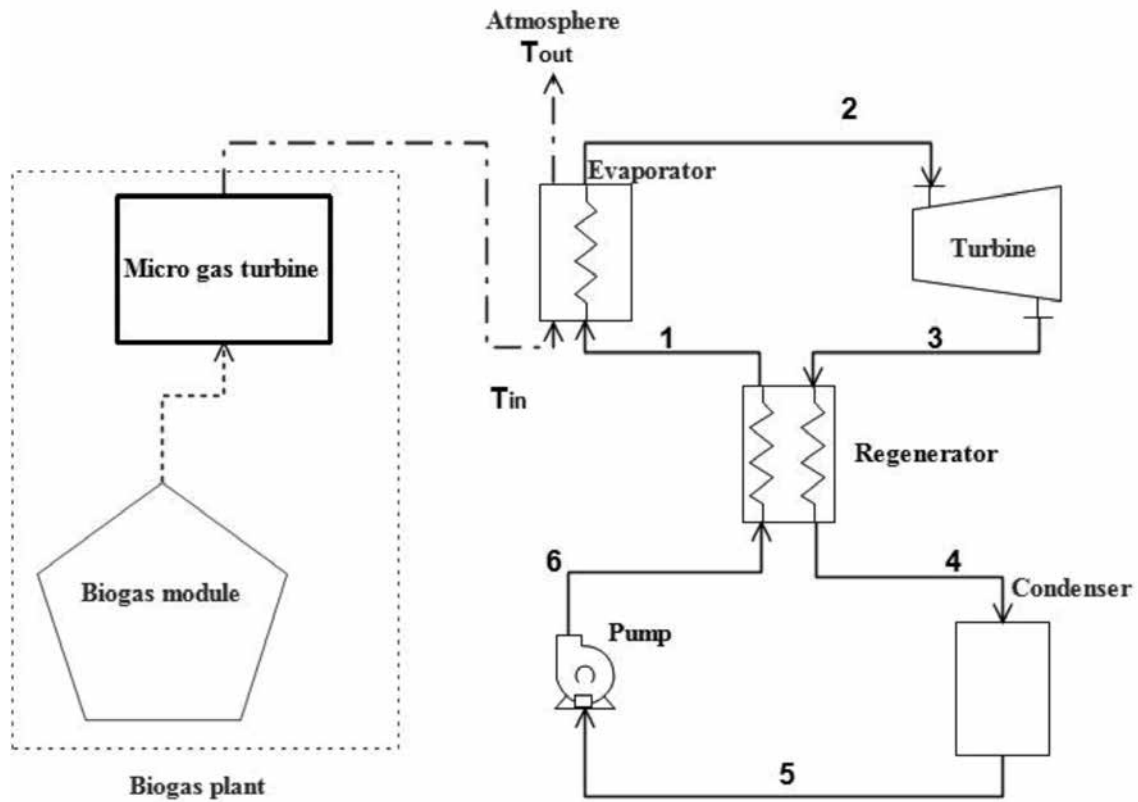 Atmosphere
Tout
2
Evaporator
Micro gas turbine
Turbine
1
3
Tin
Regenerator
6
4
Biogas module
Condenser
Pump
5
Biogas plant